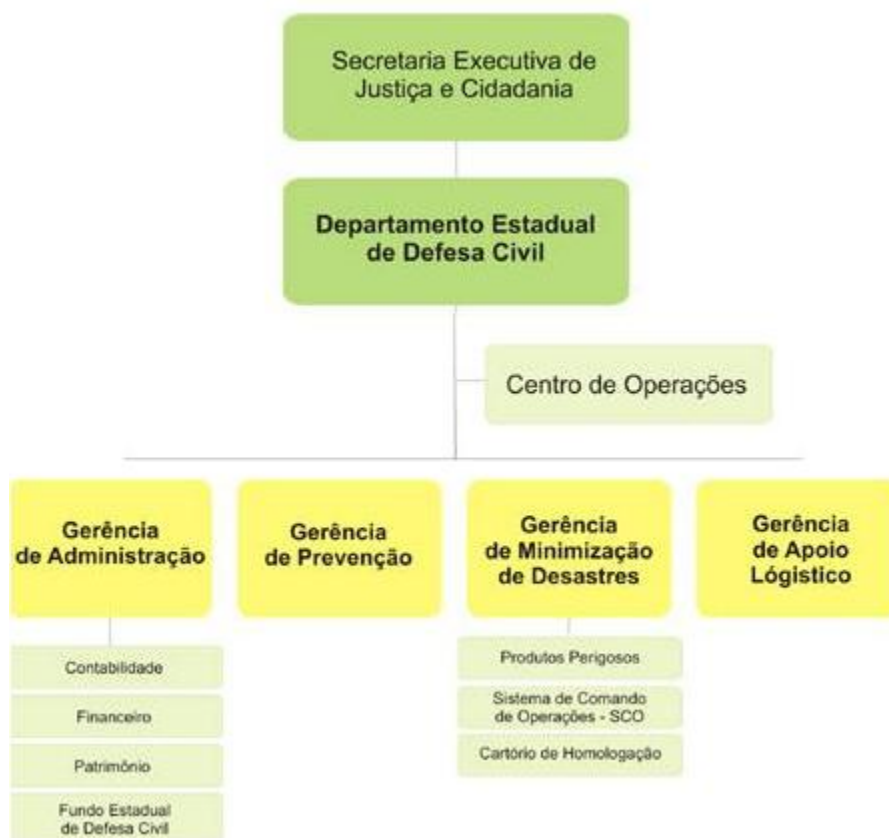 Secretaria Executiva de
Justiça e Cidadania
Departamento Estadual
de Defesa Civil
Centro de Operações
Gerência
de Administração
Gerência
de Prevenção
Gerência
de Minimização
de Desastres
Gerência
de Apoio
Lógistico
Contabilidade
Financeiro
Patrimônio
Fundo Estadual
de Defesa Civil
Produtos Perigosos
Sistema de Comando
de Operações - SCO
Cartório de Homologação